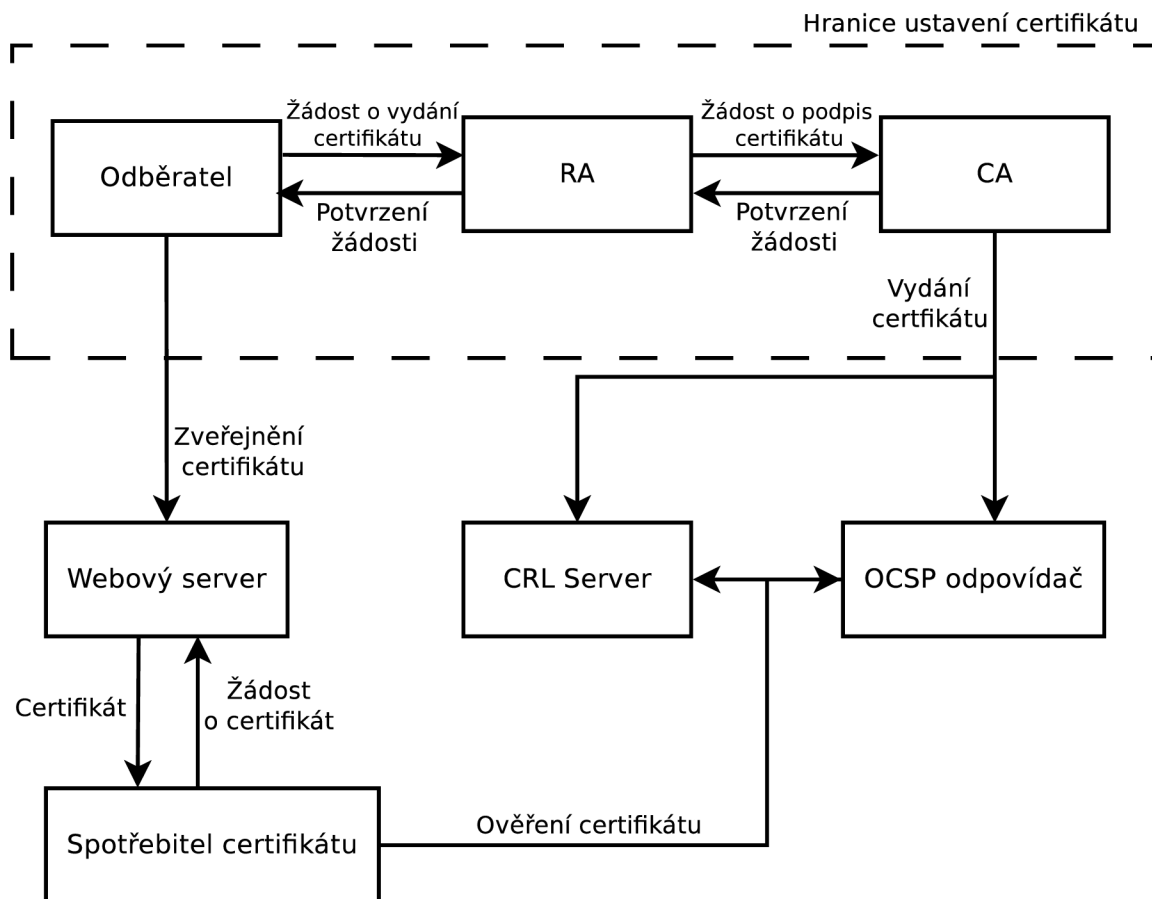 Hranice ustavení certifikátu
Žádost o vydání
certifikátu
Žádost o podpis
certifikátu
Odběratel
RA
CA
Potvrzení
žádosti
Potvrzení
žádosti
Vydání
certfikátu
Zveřejnění
certifikátu
Webový server
CRL Server
OCSP odpovídač
Certifikát
Žádost
o certifikát
Ověření certifikátu
Spotřebitel certifikátu